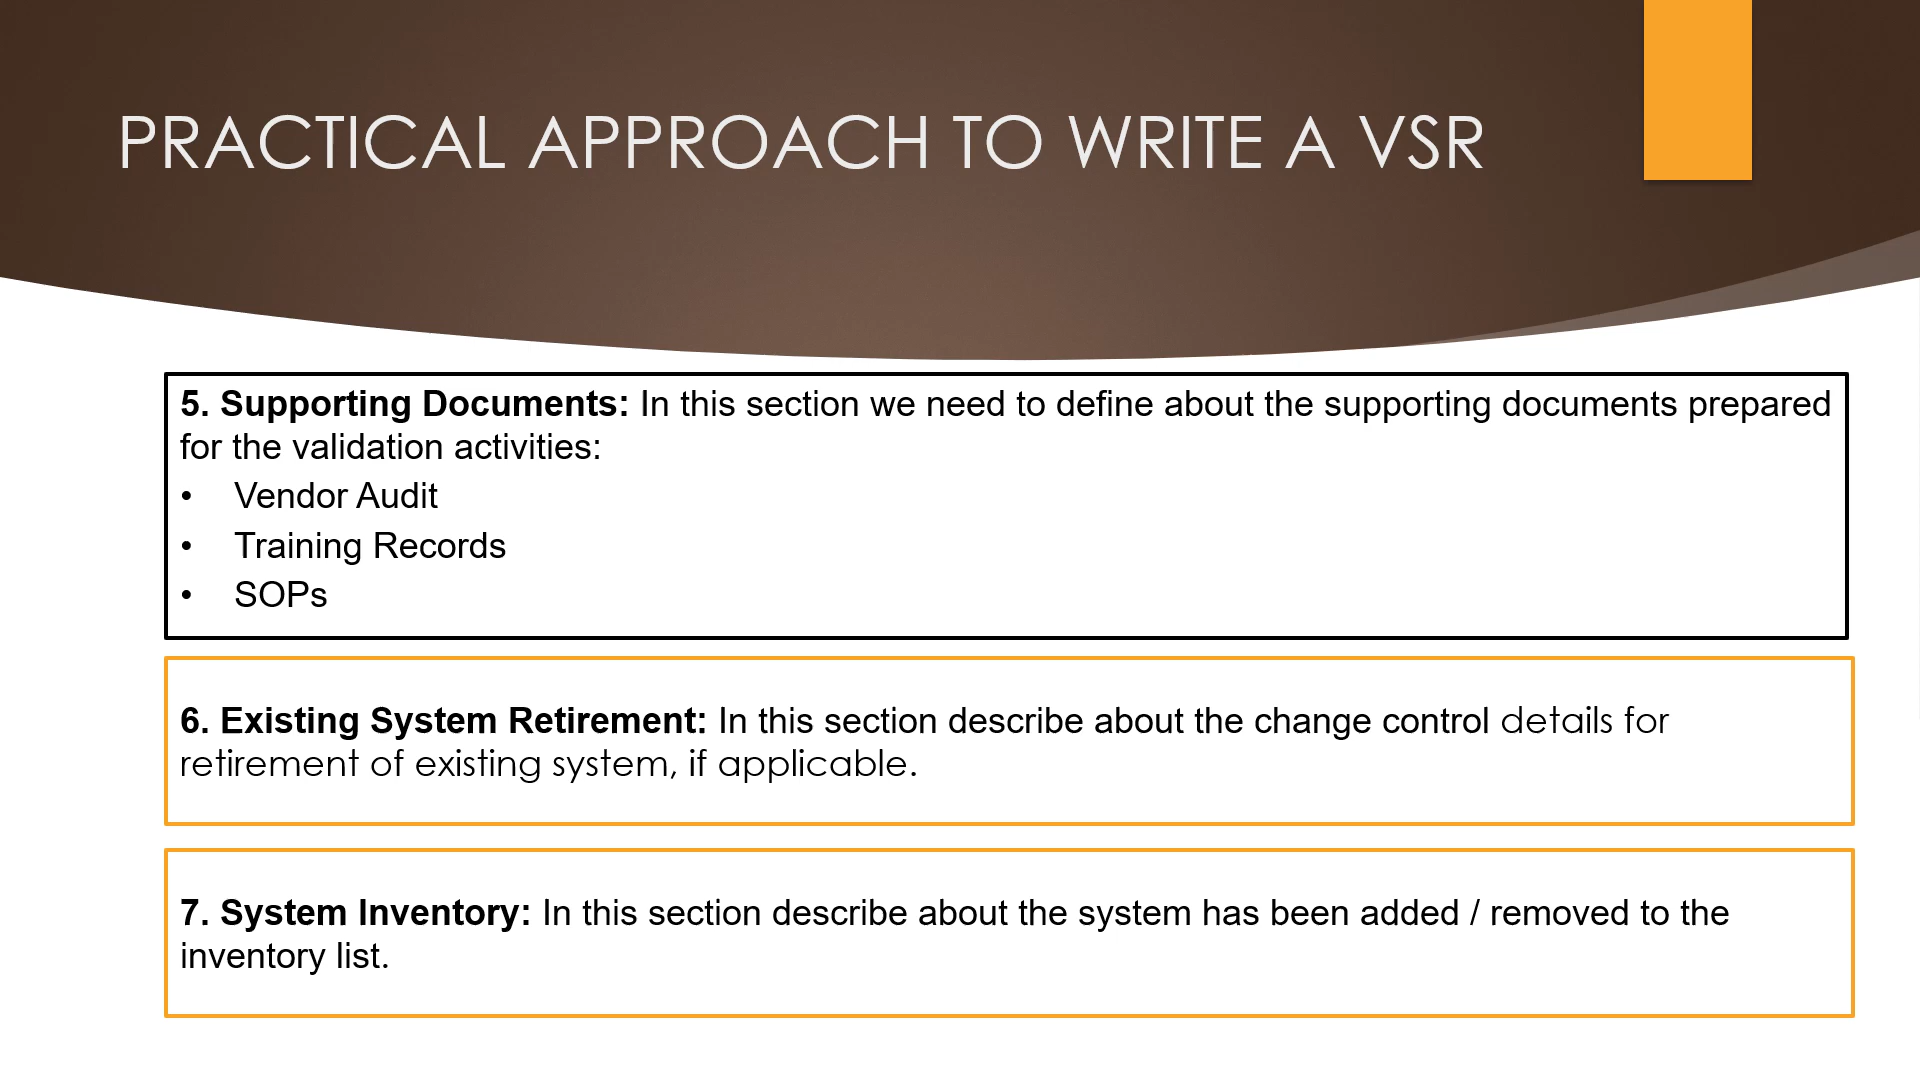 PRACTICAL APPROACH TO WRITE A VSR
5. Supporting Documents: In this section we need to define about the supporting documents prepared
for the validation activities:
• Vendor Audit
• Training Records
• SOPs
6. Existing System Retirement: In this section describe about the change control details for
retirement of existing system, if applicable.
7. System Inventory: In this section describe about the system has been added / removed to the
inventory list.